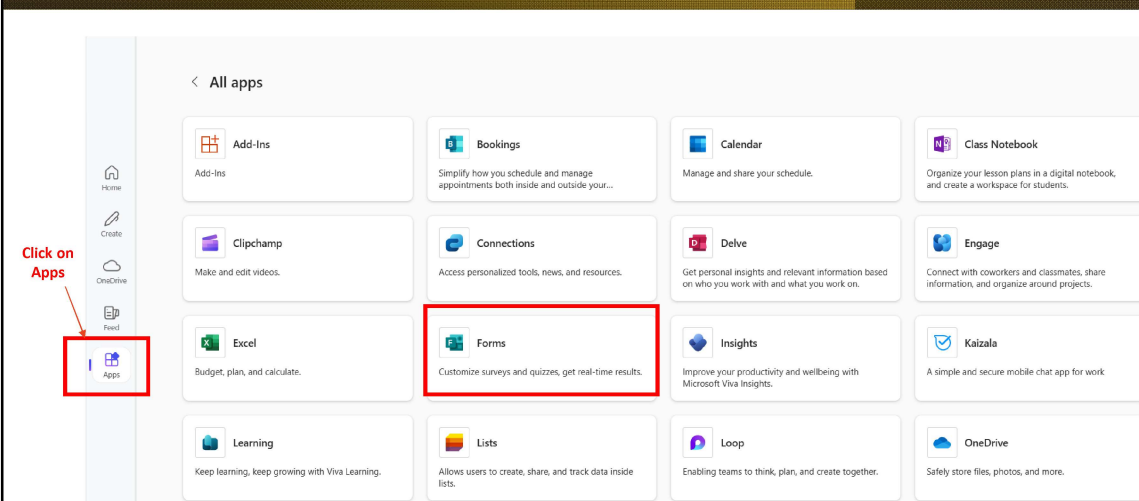 All apps
Add-Ins
Add-Ins
Bookings
Simplify how you schedule and manage
appointments both inside and outside your...
Calendar
Manage and share your schedule.
Class Notebook
Organize your lesson plans in a digital notebook,
and create a workspace for students.
Home
Create
Click on
Apps
OneDrive
Feed
Apps
Clipchamp
Make and edit videos.
Connections
Access personalized tools, news, and resources.
Delve
Get personal insights and relevant information based
on who you work with and what you work on.
Engage
Connect with coworkers and classmates, share
information, and organize around projects.
Excel
Budget, plan, and calculate.
Forms
Customize surveys and quizzes, get real-time results.
Insights
Improve your productivity and wellbeing with
Microsoft Viva Insights.
Kaizala
A simple and secure mobile chat app for work
Learning
Keep learning, keep growing with Viva Learning.
Lists
Allows users to create, share, and track data inside
lists.
Loop
Enabling teams to think, plan, and create together.
OneDrive
Safely store files, photos, and more.